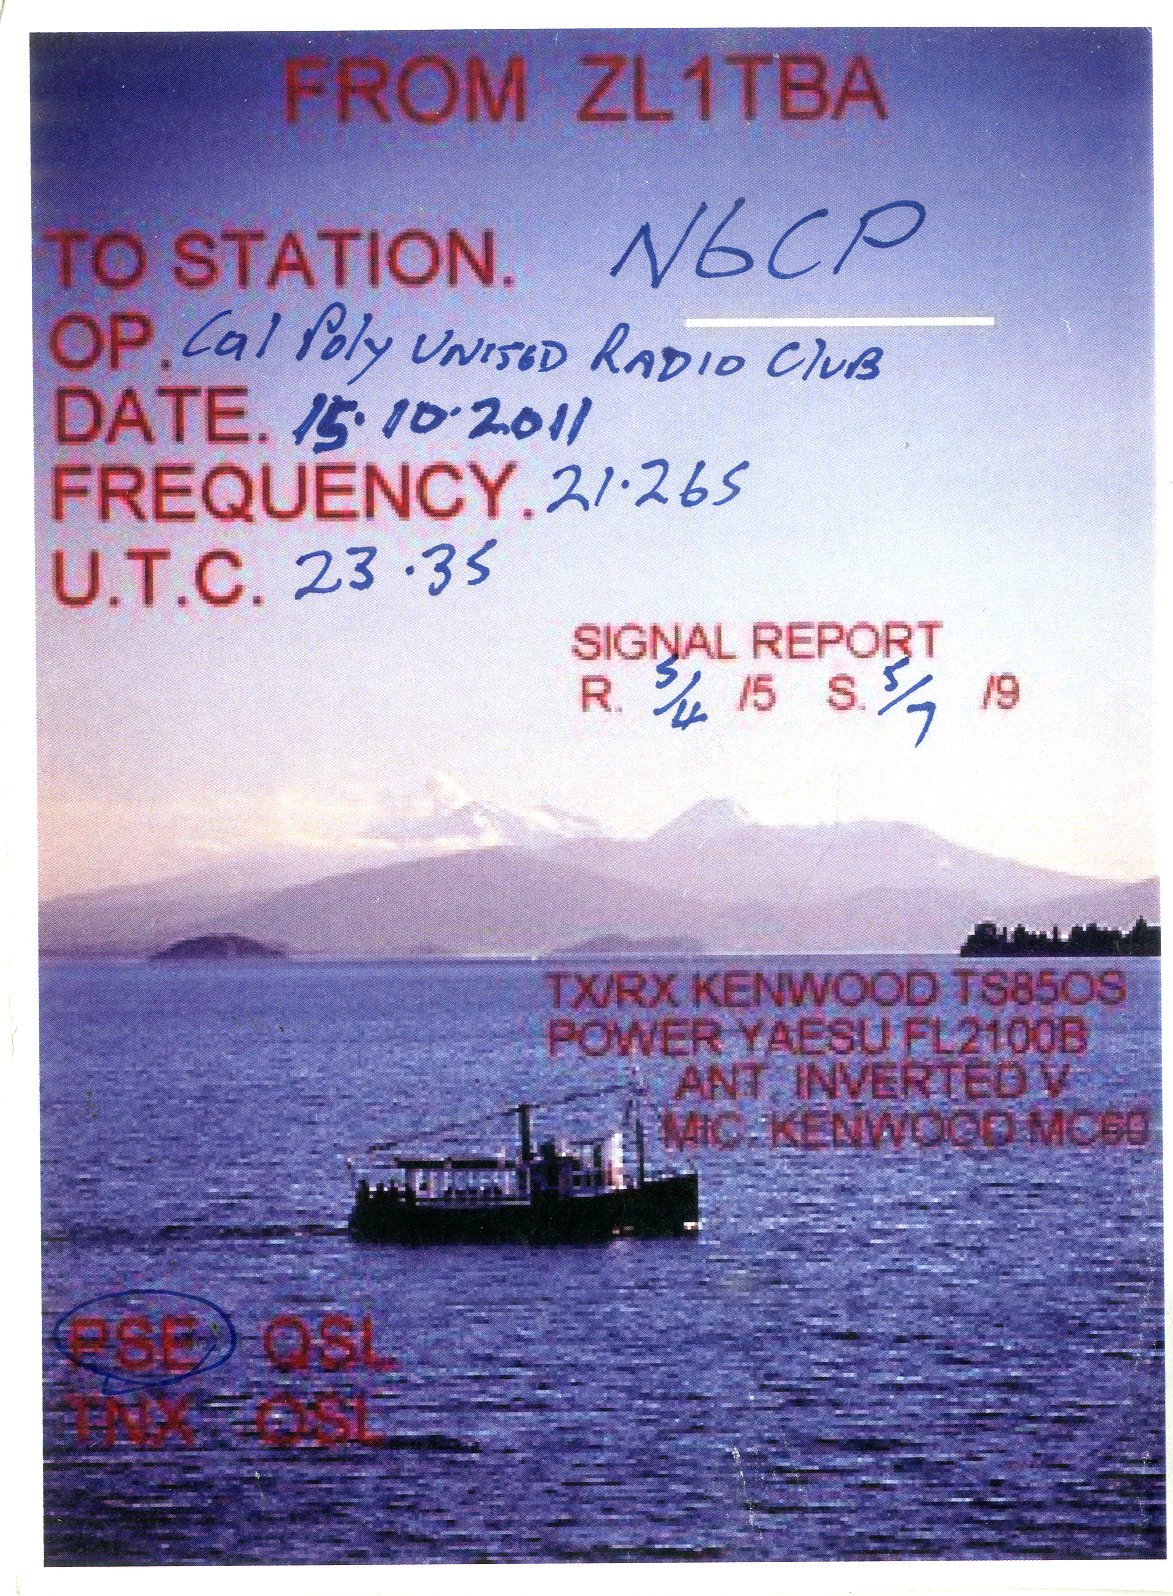 FROM ZL1TBA
TO STATION. N6CP
OP. Cal Poly UNITED RADIO CLUB
DATE. 15.10.2011
FREQUENCY. 21.265
U.T.C. 23.35
SIGNAL REPORT
R. 5/4 /5 S. 5/7 /9
TX/RX KENWOOD TS850S
POWER YAESU FL2100B
ANT. INVERTED V
MIC. KENWOOD MC60
PSE QSL
TNX QSL